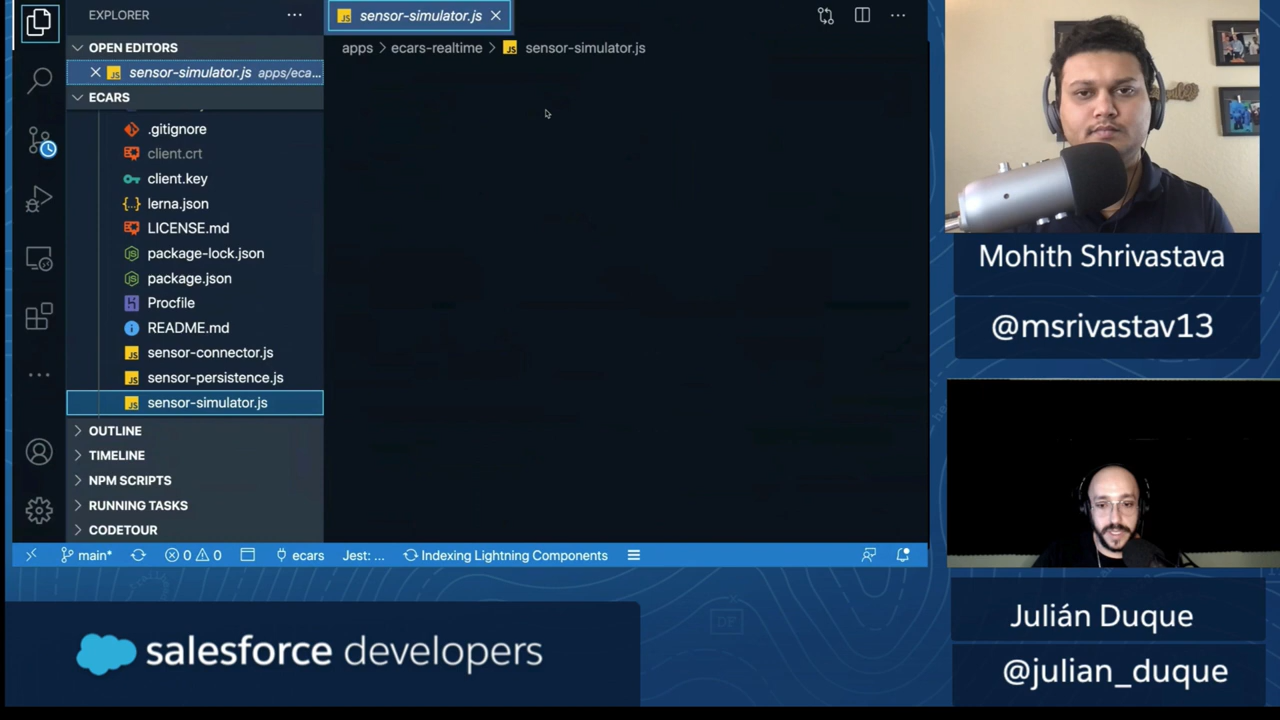 EXPLORER
sensor-simulator.js
OPEN EDITORS
sensor-simulator.js apps/eca...
apps > ecars-realtime > sensor-simulator.js
ECARS
.gitignore
client.crt
client.key
lerna.json
LICENSE.md
package-lock.json
package.json
Procfile
README.md
sensor-connector.js
sensor-persistence.js
sensor-simulator.js
OUTLINE
TIMELINE
NPM SCRIPTS
RUNNING TASKS
CODETOUR
main* 0 0 ecars Jest: ... Indexing Lightning Components
Mohith Shrivastava
@msrivastav13
Julián Duque
@julian_duque
salesforce developers